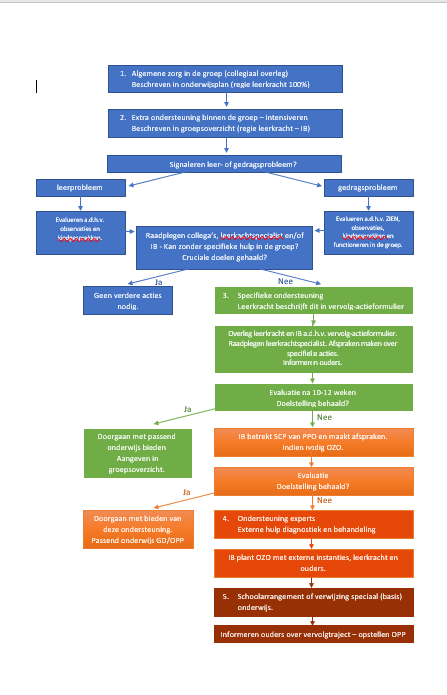 1. Algemene zorg in de groep (collegiaal overleg)
Beschreven in onderwijsplan (regie leerkracht 100%)
2. Extra ondersteuning binnen de groep – intensiveren
Beschreven in groepsoverzicht (regie leerkracht – IB)
Signaleren leer- of gedragsprobleem?
leerprobleem
gedragsprobleem
Evalueren a.d.h.v.
observaties en
kindgesprekken.
Raadplegen collega's, leerkrachtspecialist en/of
IB - Kan zonder specifieke hulp in de groep?
Cruciale doelen gehaald?
Evalueren a.d.h.v. ZIEN,
observaties,
kindgesprekken en
functioneren in de groep.
Ja
Nee
Geen verdere acties
nodig.
3. Specifieke ondersteuning
Leerkracht beschrijft dit in vervolg-actieformulier
Overleg leerkracht en IB a.d.h.v. vervolg-actieformulier.
Raadplegen leerkrachtspecialist. Afspraken maken over
specifieke acties.
Informeren ouders.
Evaluatie na 10-12 weken
Doelstelling behaald?
Ja
Nee
Doorgaan met passend
onderwijs bieden
Aangeven in
groepsoverzicht.
IB betrekt SCP van PPO en maakt afspraken.
Indien nodig OZO.
Evaluatie
Doelstelling behaald?
Ja
Nee
Doorgaan met bieden van
deze ondersteuning.
Passend onderwijs GD/OPP
4. Ondersteuning experts
Externe hulp diagnostiek en behandeling
IB plant OZO met externe instanties, leerkracht en
ouders.
5. Schoolarrangement of verwijzing speciaal (basis)
onderwijs.
Informeren ouders over vervolgtraject – opstellen OPP